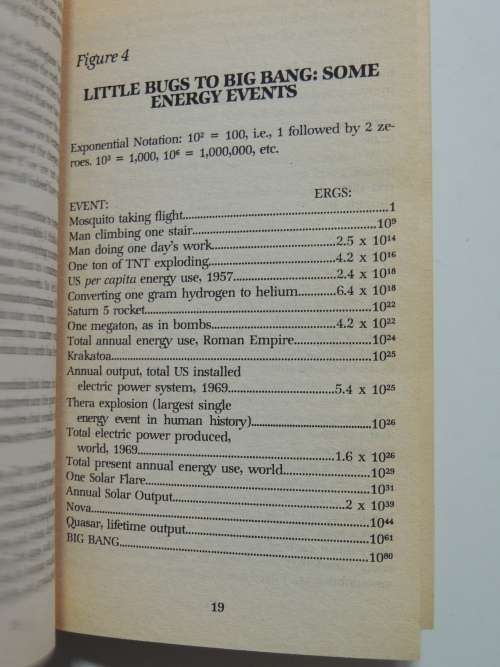 Figure 4
LITTLE BUGS TO BIG BANG: SOME
ENERGY EVENTS
Exponential Notation: 10² = 100, i.e., 1 followed by 2 ze-
roes. 10³ = 1,000, 10⁶ = 1,000,000, etc.
EVENT: ERGS:
Mosquito taking flight...1
Man climbing one stair...10⁹
Man doing one day's work...2.5 x 10¹⁴
One ton of TNT exploding...4.2 x 10¹⁶
US per capita energy use, 1957...2.4 x 10¹⁸
Converting one gram hydrogen to helium...6.4 x 10¹⁸
Saturn 5 rocket...10²²
One megaton, as in bombs...4.2 x 10²²
Total annual energy use, Roman Empire...10²⁴
Krakatoa...10²⁵
Annual output, total US installed
electric power system, 1969...5.4 x 10²⁵
Thera explosion (largest single
energy event in human history)...10²⁶
Total electric power produced,
world, 1969...1.6 x 10²⁶
Total present annual energy use, world...10²⁹
One Solar Flare...10³¹
Annual Solar Output...2 x 10³⁹
Nova...10⁴⁴
Quasar, lifetime output...10⁶¹
BIG BANG...10⁸⁰
19